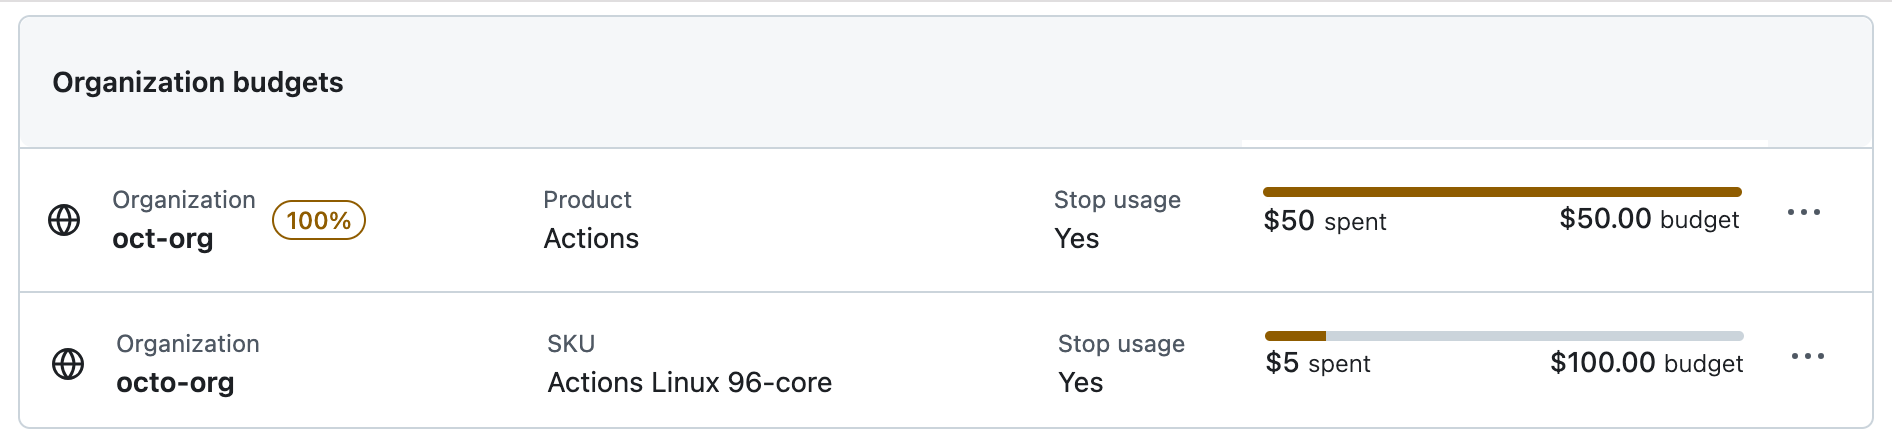 Organization budgets
Organization
oct-org
100%
Product
Actions
Stop usage
Yes
$50 spent
$50.00 budget
Organization
octo-org
SKU
Actions Linux 96-core
Stop usage
Yes
$5 spent
$100.00 budget